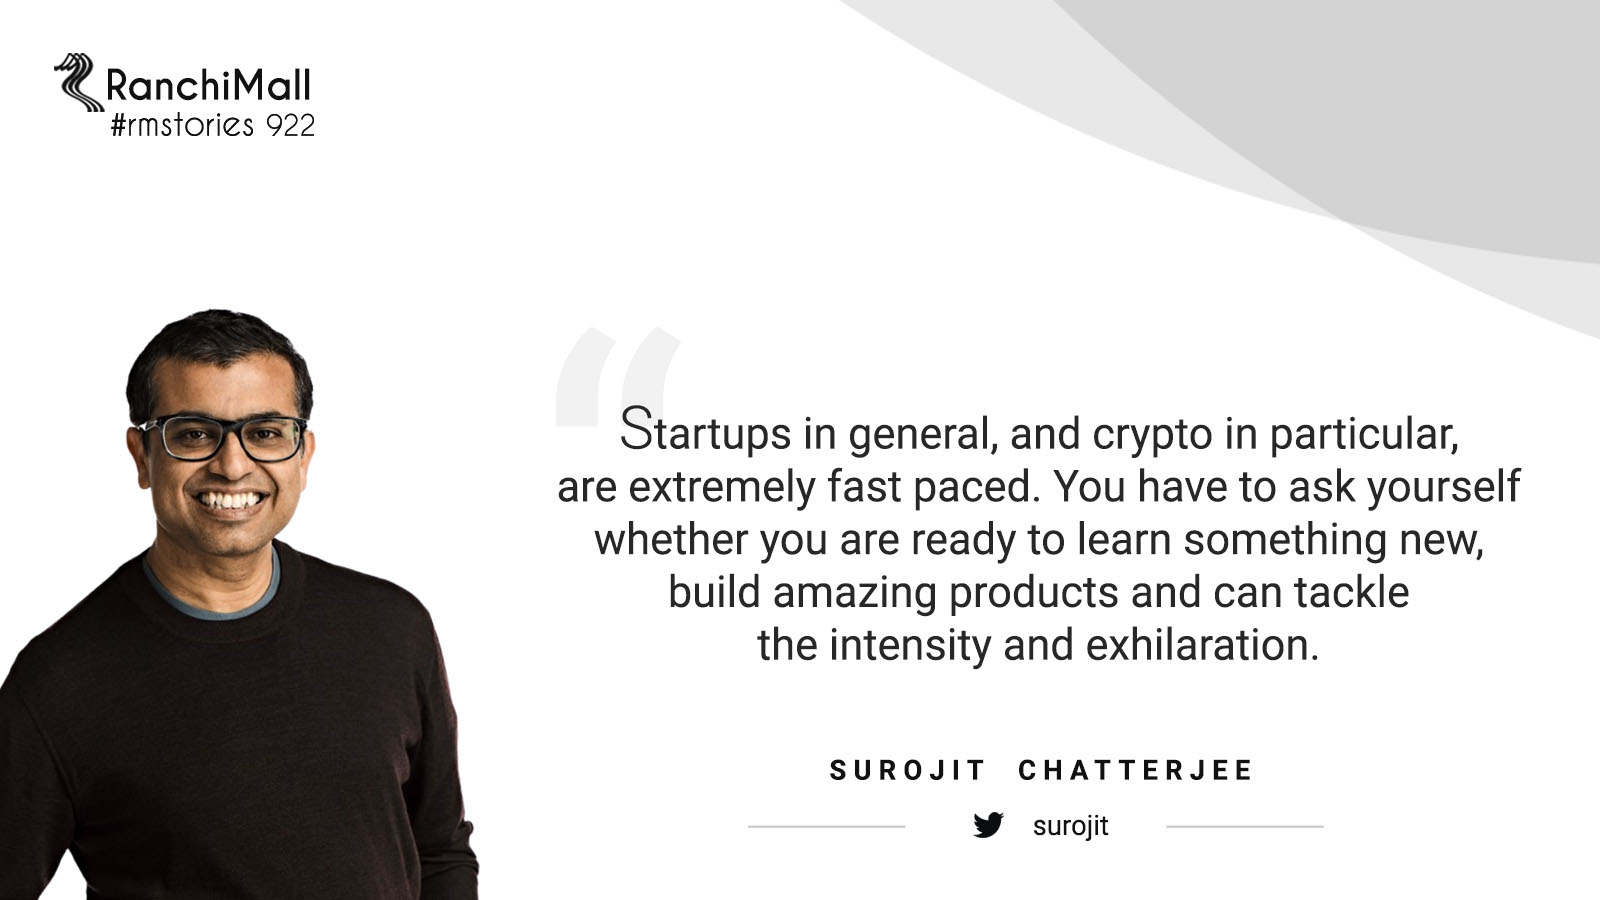 RanchiMall
#rmstories 922
“
Startups in general, and crypto in particular,
are extremely fast paced. You have to ask yourself
whether you are ready to learn something new,
build amazing products and can tackle
the intensity and exhilaration.
SUROJIT CHATTERJEE
surojit